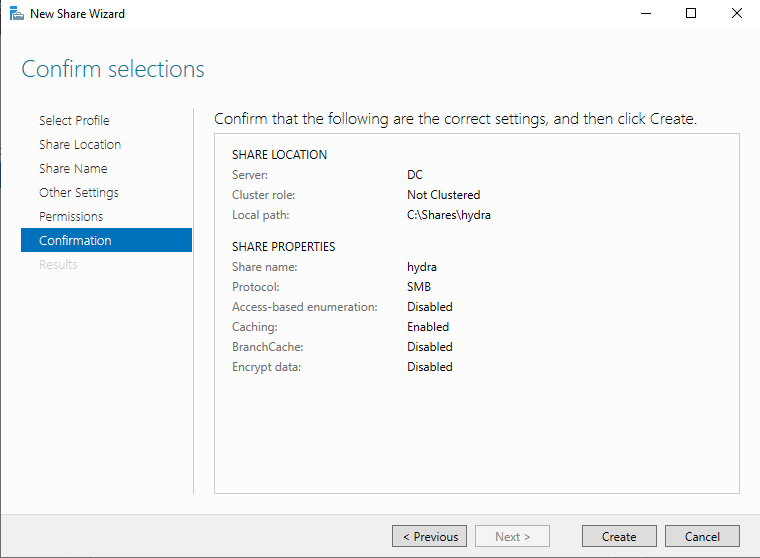 New Share Wizard
Confirm selections
Select Profile
Share Location
Share Name
Other Settings
Permissions
Confirmation
Results
Confirm that the following are the correct settings, and then click Create.
SHARE LOCATION
Server: DC
Cluster role: Not Clustered
Local path: C:\Shares\hydra
SHARE PROPERTIES
Share name: hydra
Protocol: SMB
Access-based enumeration: Disabled
Caching: Enabled
BranchCache: Disabled
Encrypt data: Disabled
< Previous Next > Create Cancel